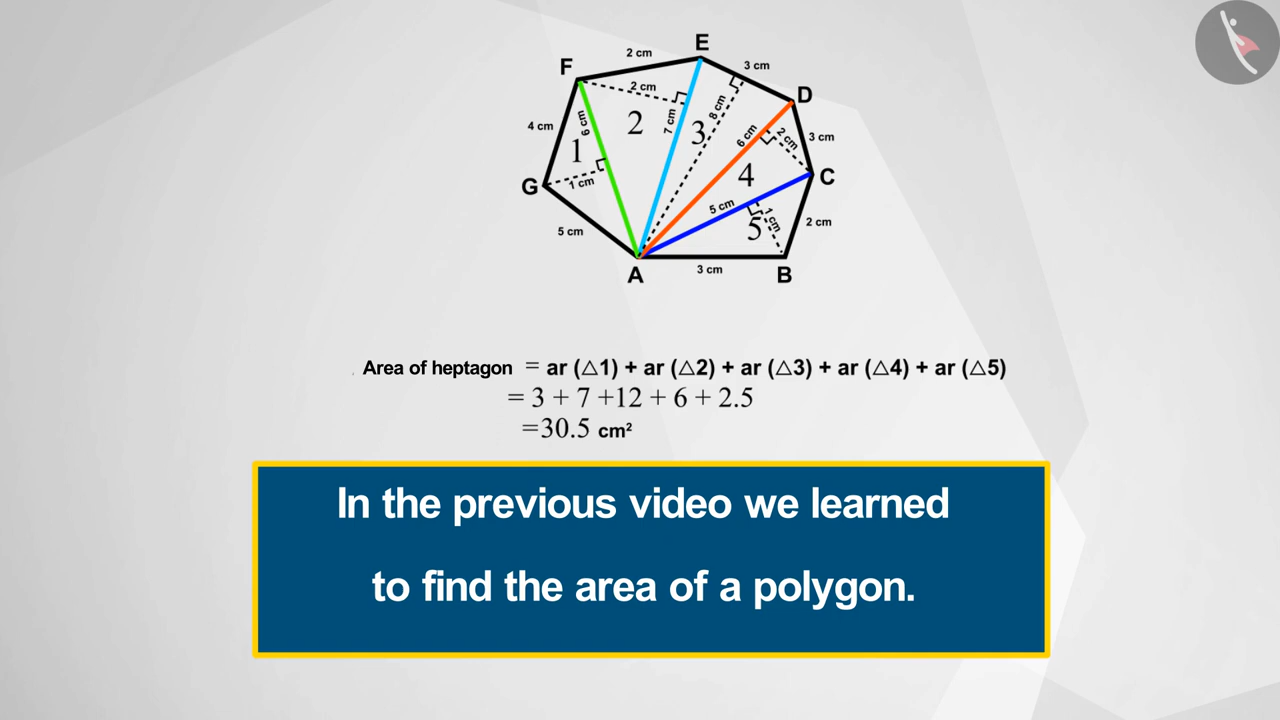 E
2 cm
3 cm
F
D
2 cm
8 cm
4 cm
6 cm
7 cm
2
3
6 cm
2 cm
3 cm
1
4
C
G
1 cm
5 cm
5
1 cm
2 cm
5 cm
A
3 cm
B
Area of heptagon = ar (△1) + ar (△2) + ar (△3) + ar (△4) + ar (△5)
= 3 + 7 +12 + 6 + 2.5
=30.5 cm²
In the previous video we learned
to find the area of a polygon.